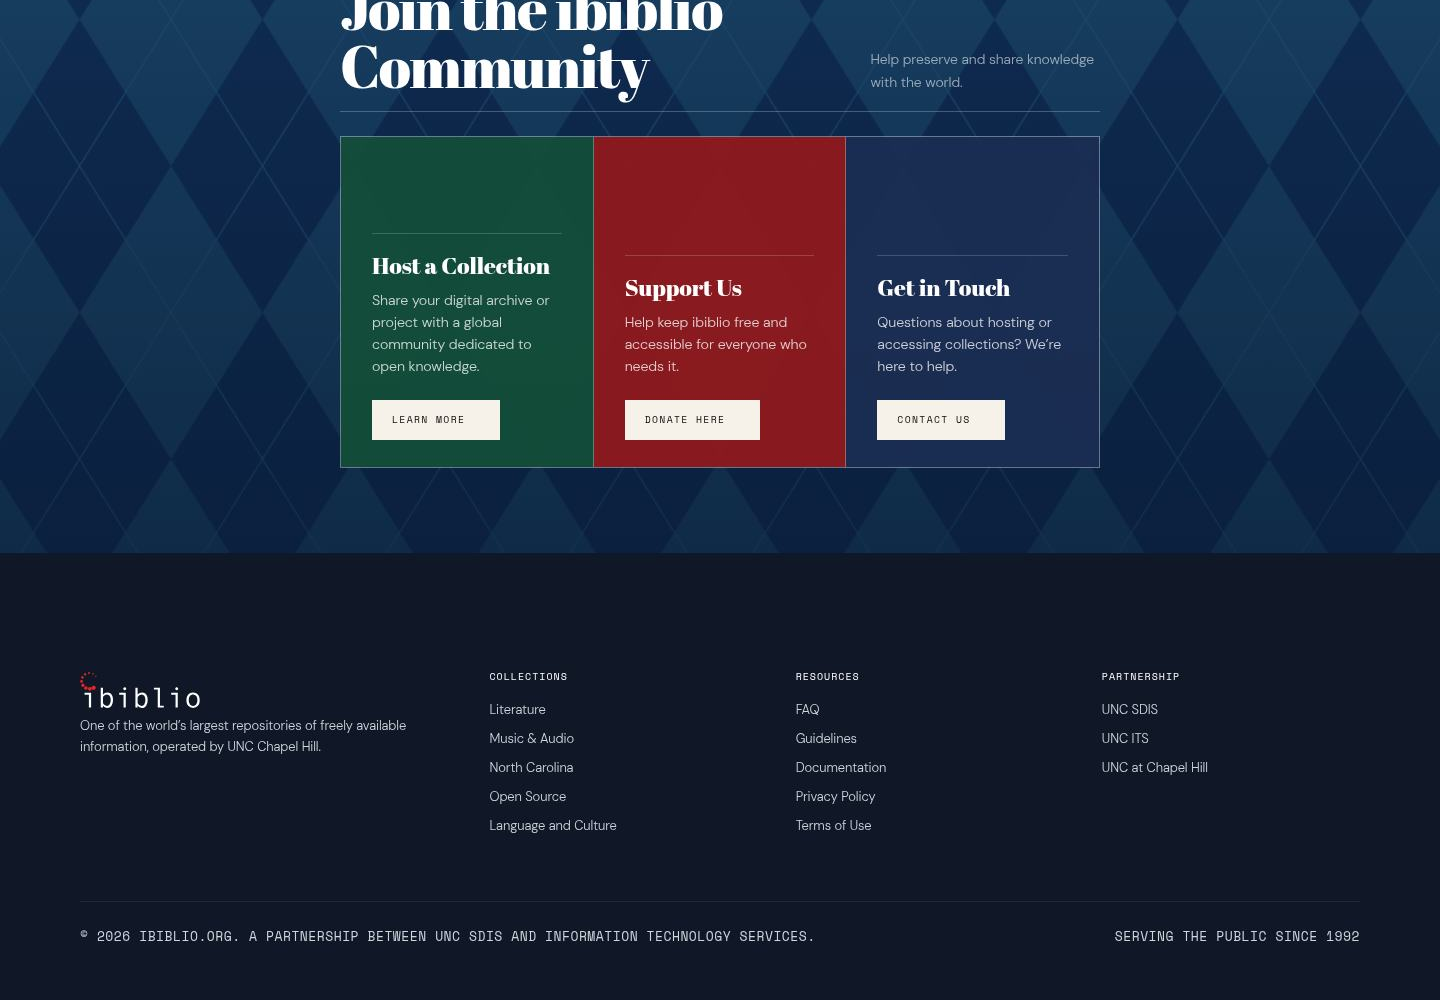 Join the ibiblio
Community
Help preserve and share knowledge
with the world.
Host a Collection
Share your digital archive or
project with a global
community dedicated to
open knowledge.
LEARN MORE
Support Us
Help keep ibiblio free and
accessible for everyone who
needs it.
DONATE HERE
Get in Touch
Questions about hosting or
accessing collections? We’re
here to help.
CONTACT US
ibiblio
One of the world’s largest repositories of freely available
information, operated by UNC Chapel Hill.
COLLECTIONS
Literature
Music & Audio
North Carolina
Open Source
Language and Culture
RESOURCES
FAQ
Guidelines
Documentation
Privacy Policy
Terms of Use
PARTNERSHIP
UNC SDIS
UNC ITS
UNC at Chapel Hill
© 2026 IBIBLIO.ORG. A PARTNERSHIP BETWEEN UNC SDIS AND INFORMATION TECHNOLOGY SERVICES.
SERVING THE PUBLIC SINCE 1992